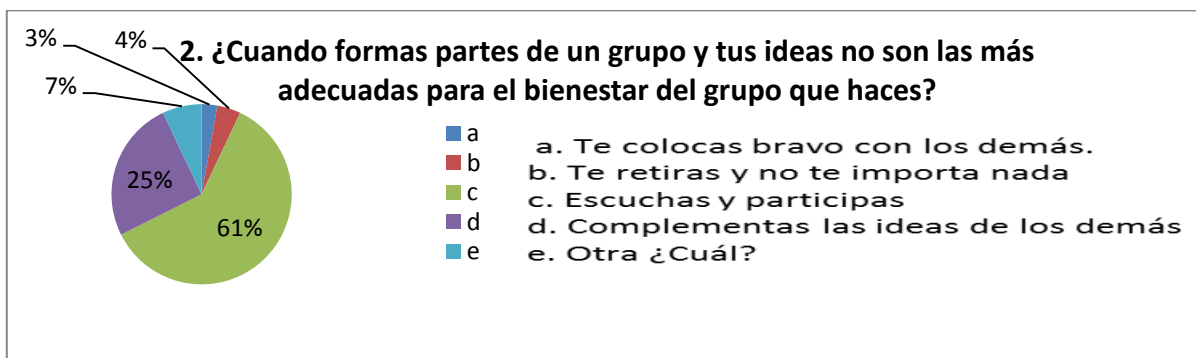 2. ¿Cuando formas partes de un grupo y tus ideas no son las más
adecuadas para el bienestar del grupo que haces?
3%
4%
7%
25%
61%
a
b
c
d
e
a. Te colocas bravo con los demás.
b. Te retiras y no te importa nada
c. Escuchas y participas
d. Complementas las ideas de los demás
e. Otra ¿Cuál?